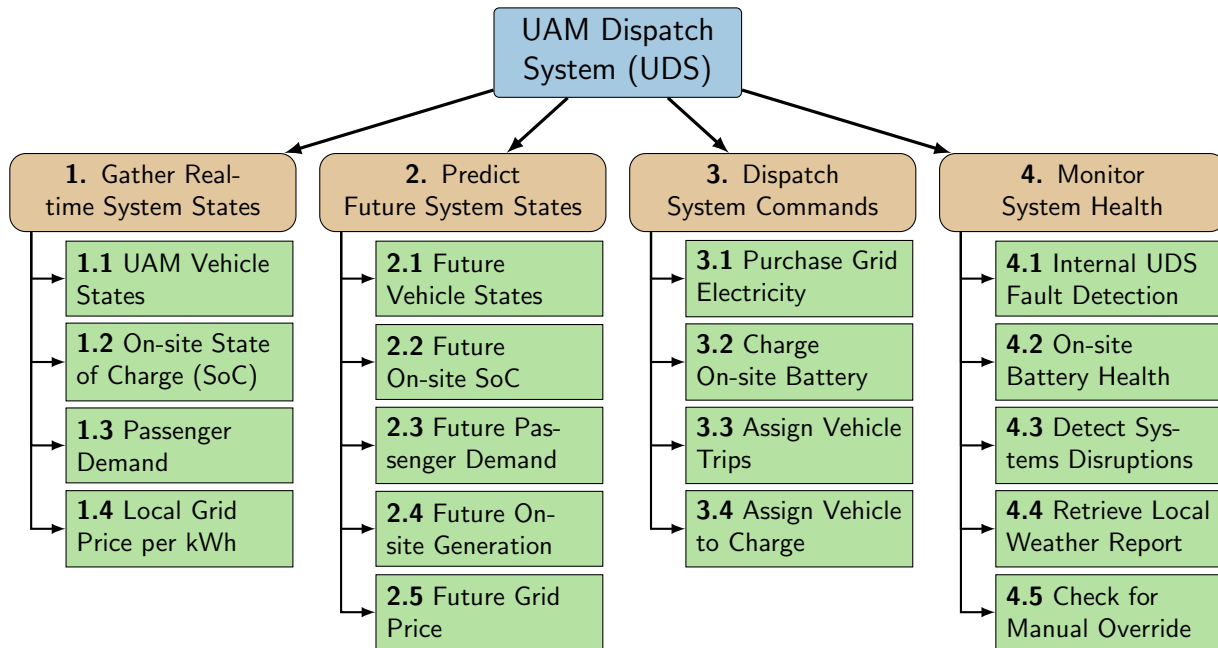 UAM Dispatch
System (UDS)
1. Gather Real-
time System States
1.1 UAM Vehicle
States
1.2 On-site State
of Charge (SoC)
1.3 Passenger
Demand
1.4 Local Grid
Price per kWh
2. Predict
Future System States
2.1 Future
Vehicle States
2.2 Future
On-site SoC
2.3 Future Pas-
senger Demand
2.4 Future On-
site Generation
2.5 Future Grid
Price
3. Dispatch
System Commands
3.1 Purchase Grid
Electricity
3.2 Charge
On-site Battery
3.3 Assign Vehicle
Trips
3.4 Assign Vehicle
to Charge
4. Monitor
System Health
4.1 Internal UDS
Fault Detection
4.2 On-site
Battery Health
4.3 Detect Sys-
tems Disruptions
4.4 Retrieve Local
Weather Report
4.5 Check for
Manual Override